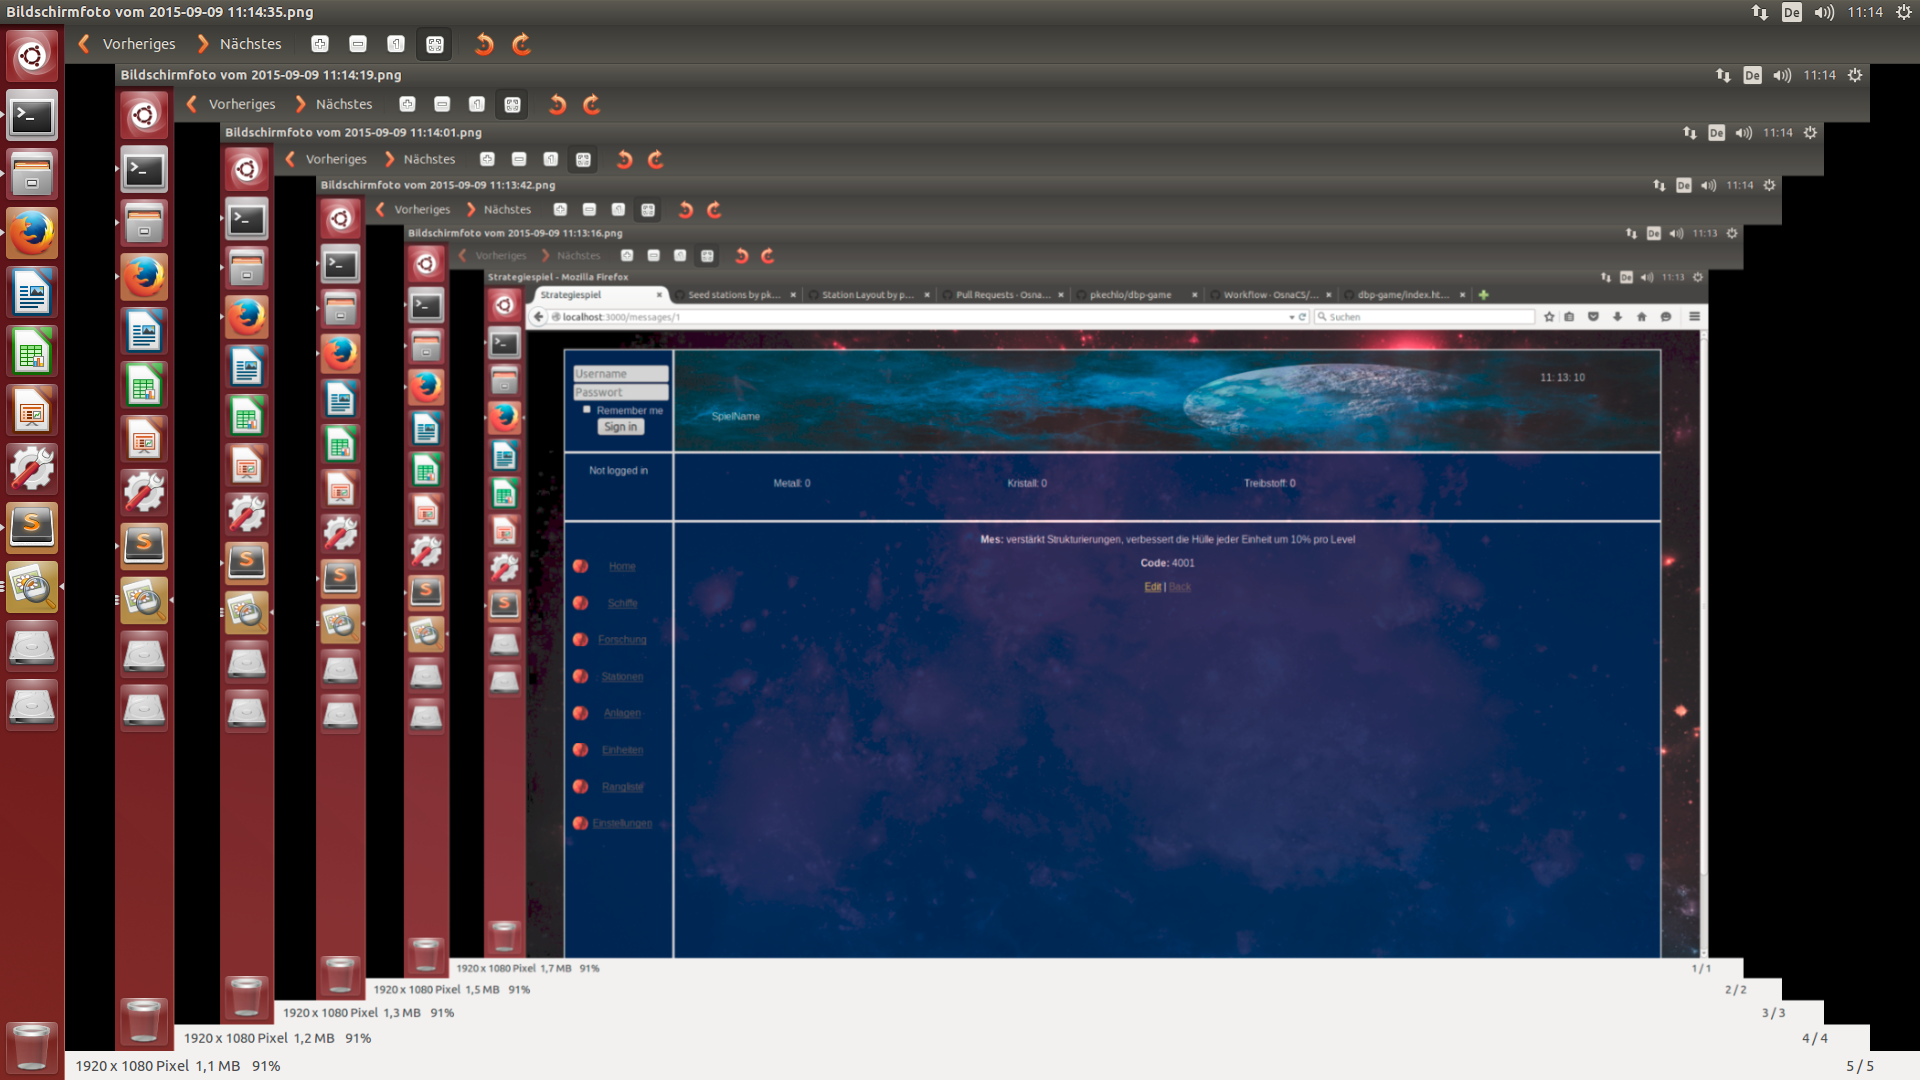 Bildschirmfoto vom 2015-09-09 11:14:35.png
De 11:14
Vorheriges Nächstes
Bildschirmfoto vom 2015-09-09 11:14:19.png
De 11:14
Vorheriges Nächstes
Bildschirmfoto vom 2015-09-09 11:14:01.png
De 11:14
Vorheriges Nächstes
Bildschirmfoto vom 2015-09-09 11:13:42.png
De 11:14
Vorheriges Nächstes
Bildschirmfoto vom 2015-09-09 11:13:16.png
De 11:13
Vorheriges Nächstes
Strategiespiel - Mozilla Firefox
De 11:13
Strategiespiel Seed stations by pk... Station Layout by p... Pull Requests · Osna... pkechlo/dbp-game Workflow · OsnaCS/... dbp-game/index.ht...
localhost:3000/messages/1 Suchen
Username
Passwort
Remember me
Sign in
SpielName
11: 13: 10
Not logged in
Metall: 0 Kristall: 0 Treibstoff: 0
Mes: verstärkt Strukturierungen, verbessert die Hülle jeder Einheit um 10% pro Level
Code: 4001
Edit | Back
Home
Schiffe
Forschung
Stationen
Anlagen
Einheiten
Rangliste
Einstellungen
1920 x 1080 Pixel 1,7 MB 91% 1 / 1
1920 x 1080 Pixel 1,5 MB 91% 2 / 2
1920 x 1080 Pixel 1,3 MB 91% 3 / 3
1920 x 1080 Pixel 1,2 MB 91% 4 / 4
1920 x 1080 Pixel 1,1 MB 91% 5 / 5